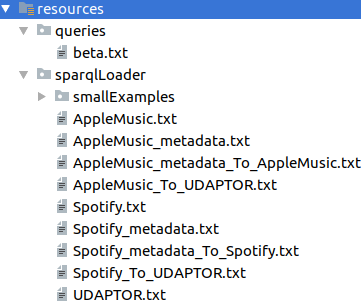 resources
queries
beta.txt
sparqlLoader
smallExamples
AppleMusic.txt
AppleMusic_metadata.txt
AppleMusic_metadata_To_AppleMusic.txt
AppleMusic_To_UDAPTOR.txt
Spotify.txt
Spotify_metadata.txt
Spotify_metadata_To_Spotify.txt
Spotify_To_UDAPTOR.txt
UDAPTOR.txt